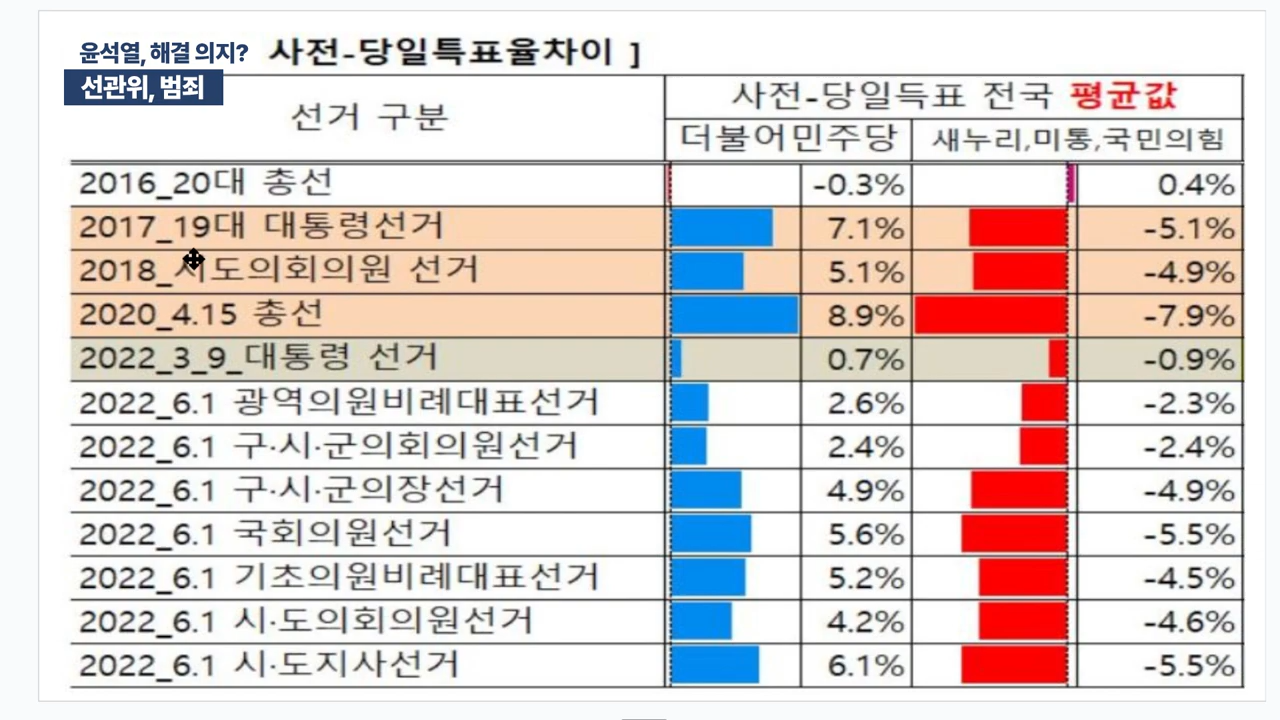 윤석열, 해결 의지?
선관위, 범죄
사전-당일특표율차이 ]
선거 구분
사전-당일득표 전국 평균값
더불어민주당 새누리,미통,국민의힘
2016_20대 총선 -0.3% 0.4%
2017_19대 대통령선거 7.1% -5.1%
2018_시도의회의원 선거 5.1% -4.9%
2020_4.15 총선 8.9% -7.9%
2022_3_9_대통령 선거 0.7% -0.9%
2022_6.1 광역의원비례대표선거 2.6% -2.3%
2022_6.1 구·시·군의회의원선거 2.4% -2.4%
2022_6.1 구·시·군의장선거 4.9% -4.9%
2022_6.1 국회의원선거 5.6% -5.5%
2022_6.1 기초의원비례대표선거 5.2% -4.5%
2022_6.1 시·도의회의원선거 4.2% -4.6%
2022_6.1 시·도지사선거 6.1% -5.5%